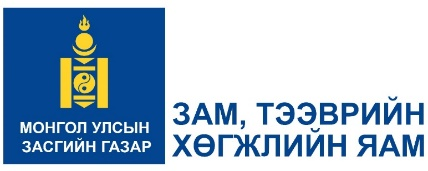 МОНГОЛ УЛСЫН
ЗАСГИЙН ГАЗАР
ЗАМ, ТЭЭВРИЙН
ХӨГЖЛИЙН ЯАМ